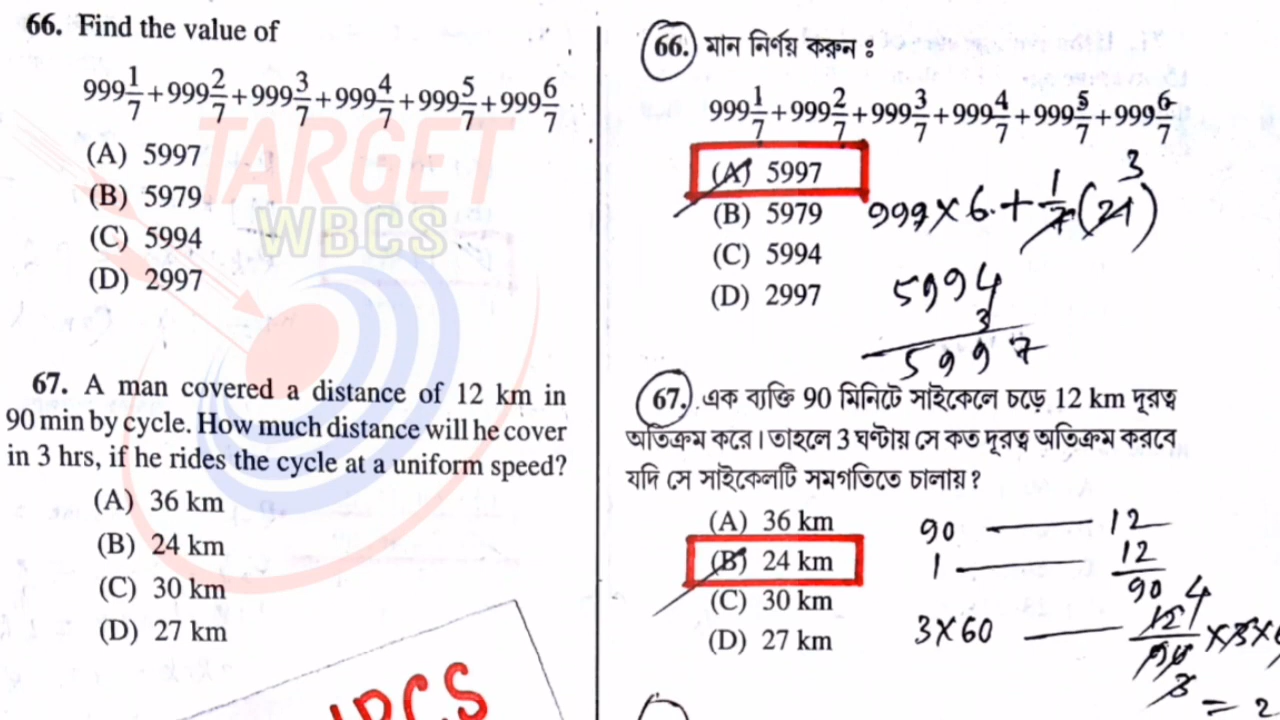 66. Find the value of
999 1/7 + 999 2/7 + 999 3/7 + 999 4/7 + 999 5/7 + 999 6/7
(A) 5997
(B) 5979
(C) 5994
(D) 2997
TARGET
WBCS
67. A man covered a distance of 12 km in
90 min by cycle. How much distance will he cover
in 3 hrs, if he rides the cycle at a uniform speed?
(A) 36 km
(B) 24 km
(C) 30 km
(D) 27 km
66. মান নির্ণয় করুন ঃ
999 1/7 + 999 2/7 + 999 3/7 + 999 4/7 + 999 5/7 + 999 6/7
(A) 5997
(B) 5979
(C) 5994
(D) 2997
3
999 × 6 + 1/7 (21)
5994
3
5997
67. এক ব্যক্তি 90 মিনিটে সাইকেলে চড়ে 12 km দূরত্ব
অতিক্রম করে। তাহলে 3 ঘণ্টায় সে কত দূরত্ব অতিক্রম করবে
যদি সে সাইকেলটি সমগতিতে চালায়?
(A) 36 km
(B) 24 km
(C) 30 km
(D) 27 km
90 — 12
1 — 12/90
4
3×60 — 12/90 ×3×
3
= 2